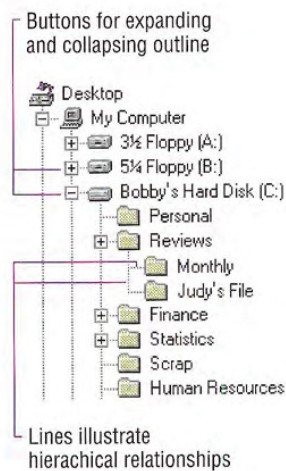 Buttons for expanding
and collapsing outline
Desktop
My Computer
3½ Floppy (A:)
5¼ Floppy (B:)
Bobby's Hard Disk (C:)
Personal
Reviews
Monthly
Judy's File
Finance
Statistics
Scrap
Human Resources
Lines illustrate
hierachical relationships